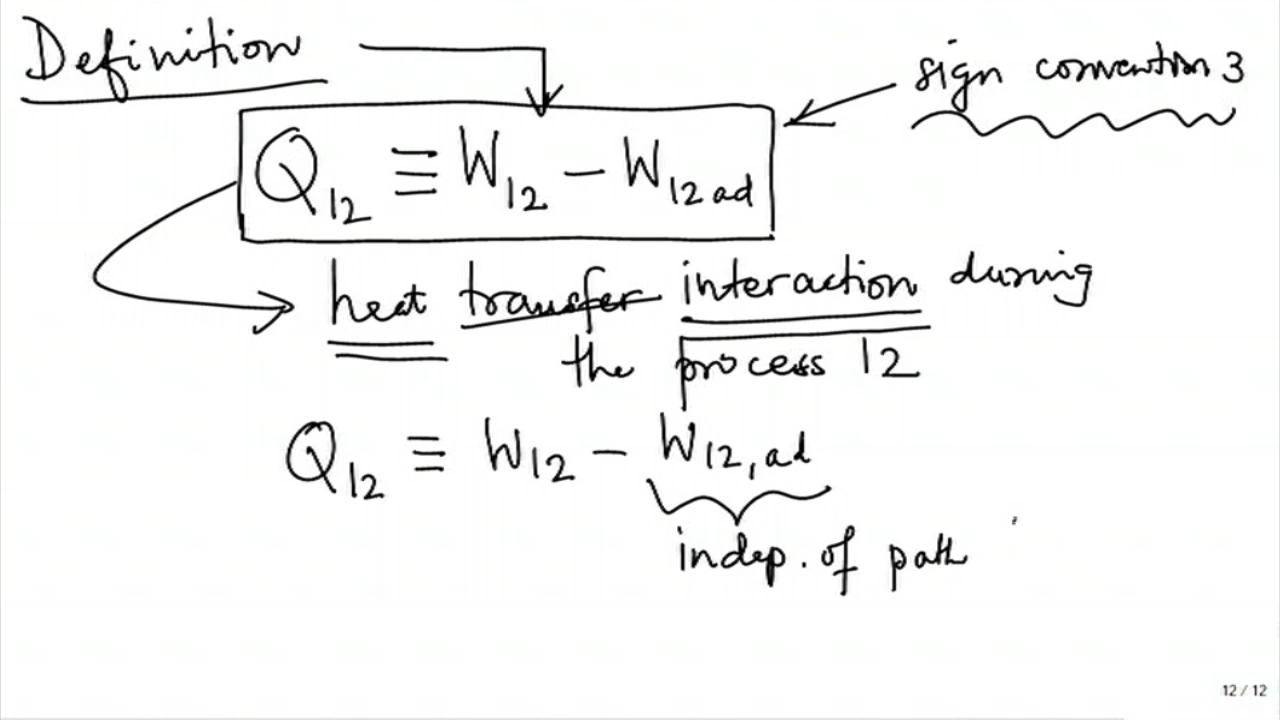 Definition
sign convention 3
Q₁₂ ≡ W₁₂ − W₁₂ ad
heat transfer interaction during
the process 12
Q₁₂ ≡ W₁₂ − W₁₂,ad
indep. of path
12 / 12